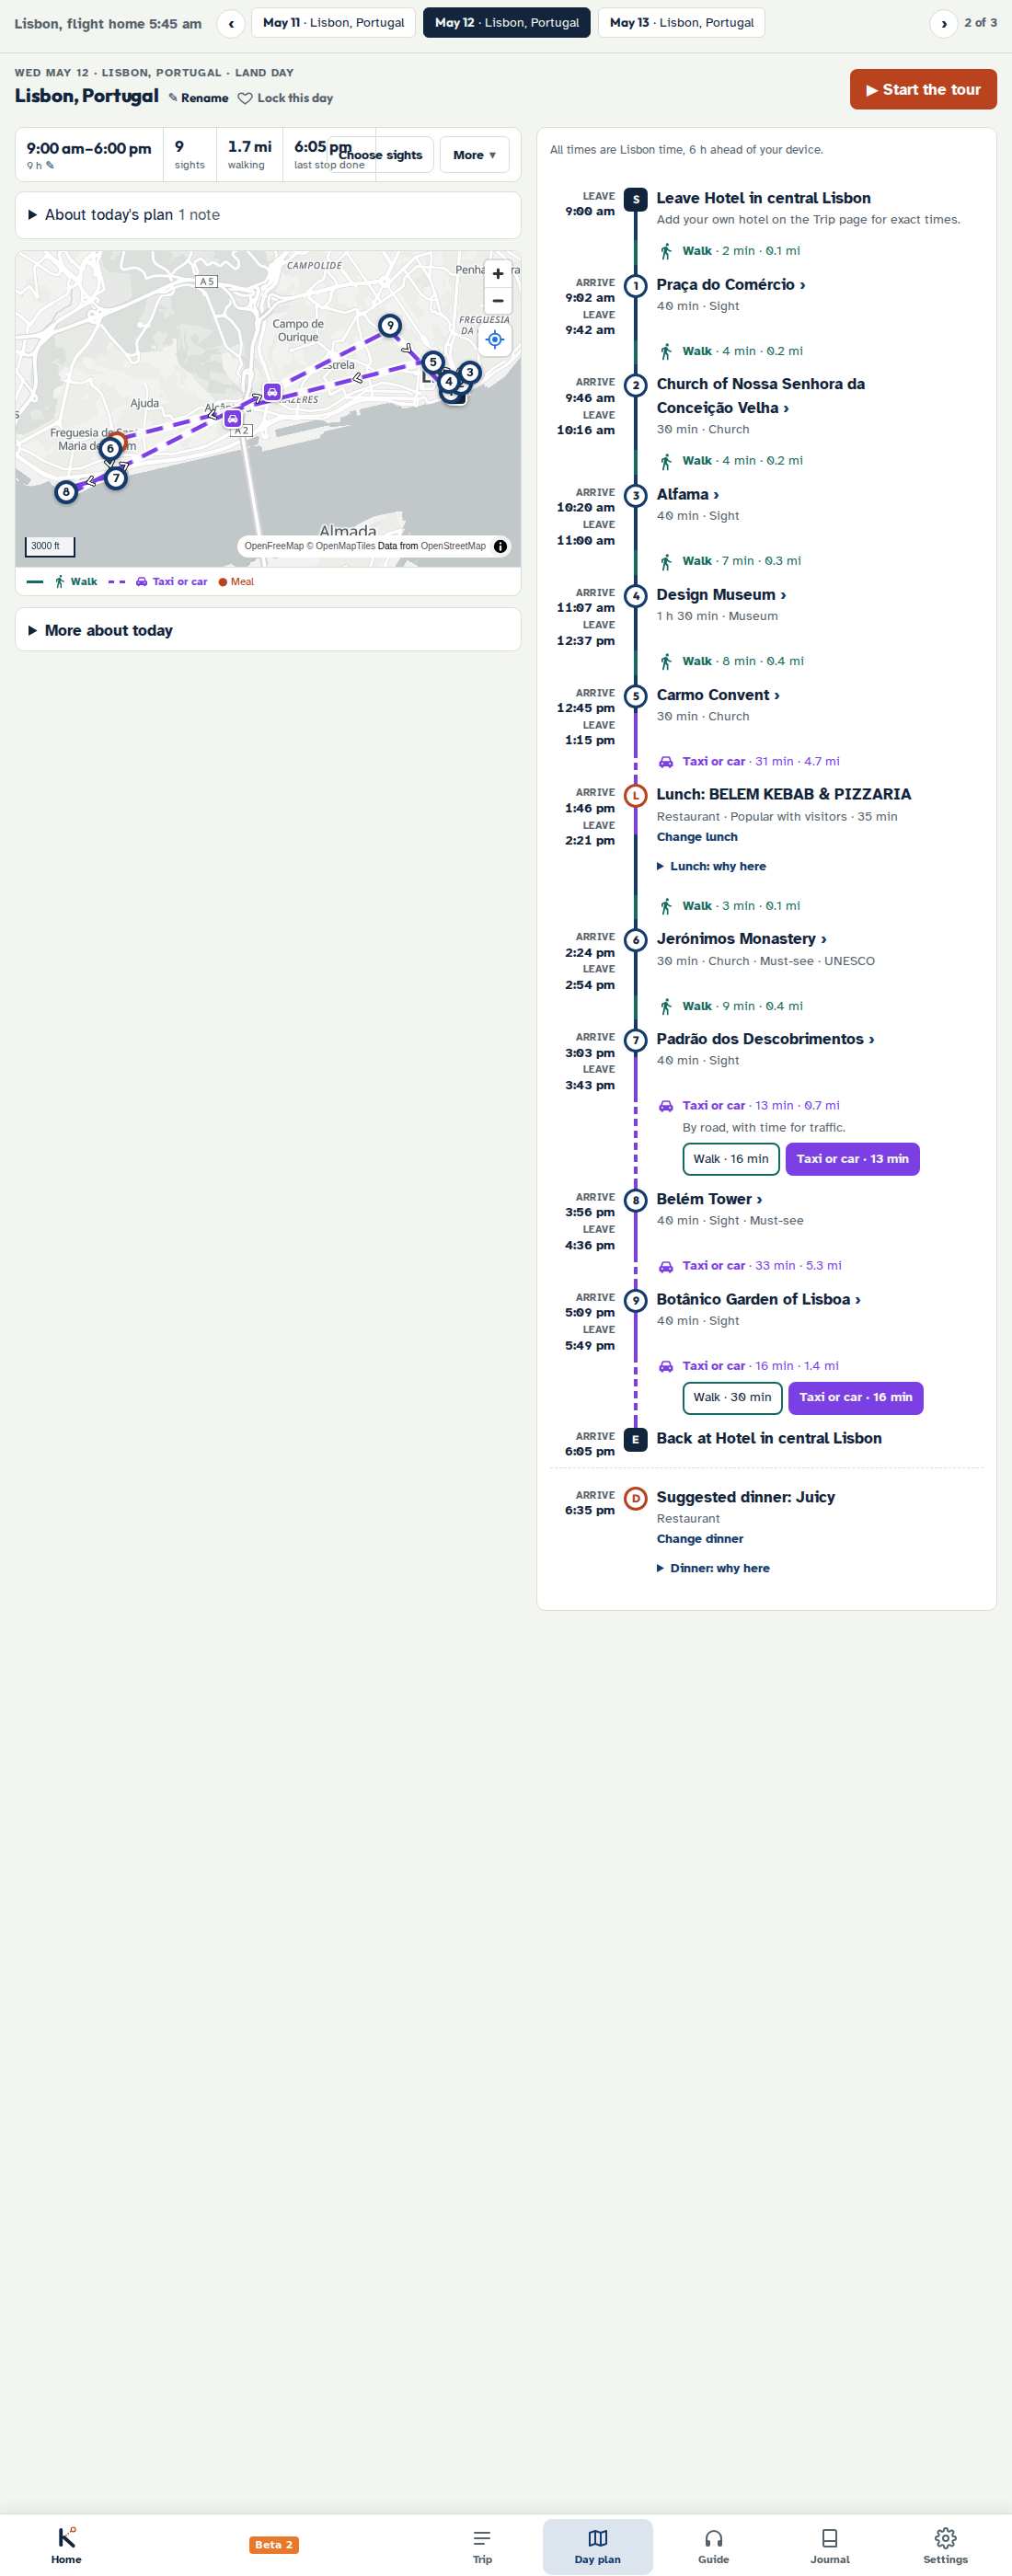 Lisbon, flight home 5:45 am
‹
May 11 · Lisbon, Portugal
May 12 · Lisbon, Portugal
May 13 · Lisbon, Portugal
›
2 of 3
WED MAY 12 · LISBON, PORTUGAL · LAND DAY
Lisbon, Portugal
✎ Rename
Lock this day
▶ Start the tour
9:00 am–6:00 pm
9 h ✎
9
sights
1.7 mi
walking
6:05 pm
last stop done
Choose sights
More ▼
▶ About today's plan 1 note
CAMPOLIDE
A 5
Campo de
Ourique
FREGUESIA
Ajuda
A 2
Almada
+
−
9
5
4
3
6
7
8
3000 ft
OpenFreeMap © OpenMapTiles Data from OpenStreetMap
Walk
Taxi or car
Meal
▶ More about today
All times are Lisbon time, 6 h ahead of your device.
LEAVE
9:00 am
S
Leave Hotel in central Lisbon
Add your own hotel on the Trip page for exact times.
Walk · 2 min · 0.1 mi
ARRIVE
9:02 am
LEAVE
9:42 am
1
Praça do Comércio ›
40 min · Sight
Walk · 4 min · 0.2 mi
ARRIVE
9:46 am
LEAVE
10:16 am
2
Church of Nossa Senhora da
Conceição Velha ›
30 min · Church
Walk · 4 min · 0.2 mi
ARRIVE
10:20 am
LEAVE
11:00 am
3
Alfama ›
40 min · Sight
Walk · 7 min · 0.3 mi
ARRIVE
11:07 am
LEAVE
12:37 pm
4
Design Museum ›
1 h 30 min · Museum
Walk · 8 min · 0.4 mi
ARRIVE
12:45 pm
LEAVE
1:15 pm
5
Carmo Convent ›
30 min · Church
Taxi or car · 31 min · 4.7 mi
ARRIVE
1:46 pm
LEAVE
2:21 pm
L
Lunch: BELEM KEBAB & PIZZARIA
Restaurant · Popular with visitors · 35 min
Change lunch
▶ Lunch: why here
Walk · 3 min · 0.1 mi
ARRIVE
2:24 pm
LEAVE
2:54 pm
6
Jerónimos Monastery ›
30 min · Church · Must-see · UNESCO
Walk · 9 min · 0.4 mi
ARRIVE
3:03 pm
LEAVE
3:43 pm
7
Padrão dos Descobrimentos ›
40 min · Sight
Taxi or car · 13 min · 0.7 mi
By road, with time for traffic.
Walk · 16 min
Taxi or car · 13 min
ARRIVE
3:56 pm
LEAVE
4:36 pm
8
Belém Tower ›
40 min · Sight · Must-see
Taxi or car · 33 min · 5.3 mi
ARRIVE
5:09 pm
LEAVE
5:49 pm
9
Botânico Garden of Lisboa ›
40 min · Sight
Taxi or car · 16 min · 1.4 mi
Walk · 30 min
Taxi or car · 16 min
ARRIVE
6:05 pm
E
Back at Hotel in central Lisbon
ARRIVE
6:35 pm
D
Suggested dinner: Juicy
Restaurant
Change dinner
▶ Dinner: why here
Home
Beta 2
Trip
Day plan
Guide
Journal
Settings